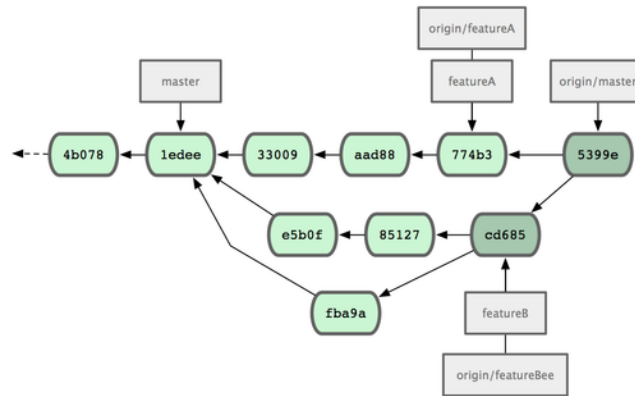 origin/featureA
master
featureA
origin/master
4b078
1edee
33009
aad88
774b3
5399e
e5b0f
85127
cd685
fba9a
featureB
origin/featureBee